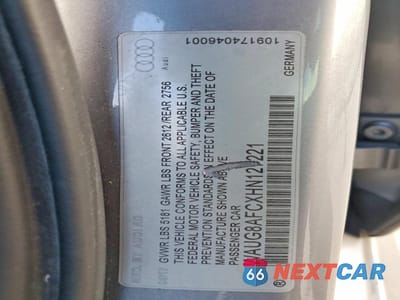 Audi
109174046001
GERMANY
GVWR LBS 5181 GAWR LBS FRONT 2612/REAR 2756
THIS VEHICLE CONFORMS TO ALL APPLICABLE U.S.
FEDERAL MOTOR VEHICLE SAFETY, BUMPER AND THEFT
PREVENTION STANDARDS IN EFFECT ON THE DATE OF
MANUFACTURE SHOWN ABOVE.
PASSENGER CAR
66 NEXTCAR